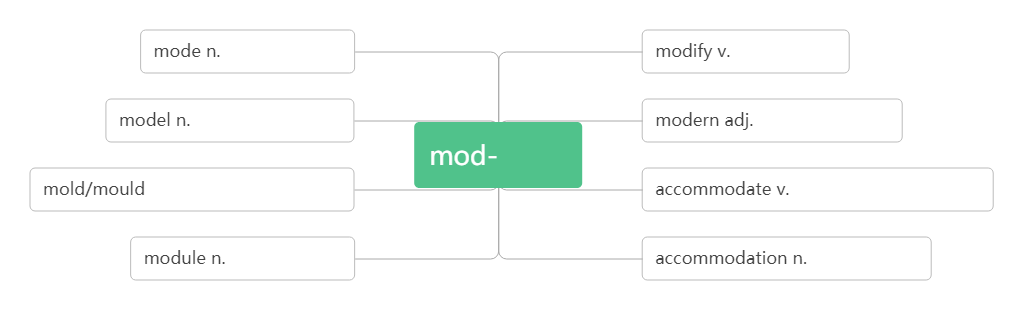 mode n.
model n.
mold/mould
module n.
mod-
modify v.
modern adj.
accommodate v.
accommodation n.